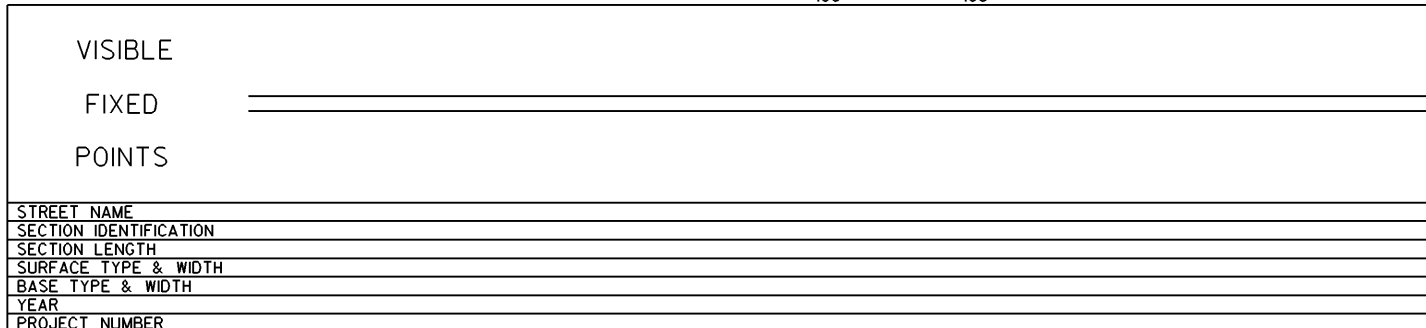 VISIBLE
FIXED
POINTS
STREET NAME
SECTION IDENTIFICATION
SECTION LENGTH
SURFACE TYPE & WIDTH
BASE TYPE & WIDTH
YEAR
PROJECT NUMBER